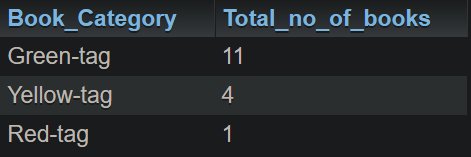 Book_Category Total_no_of_books
Green-tag 11
Yellow-tag 4
Red-tag 1